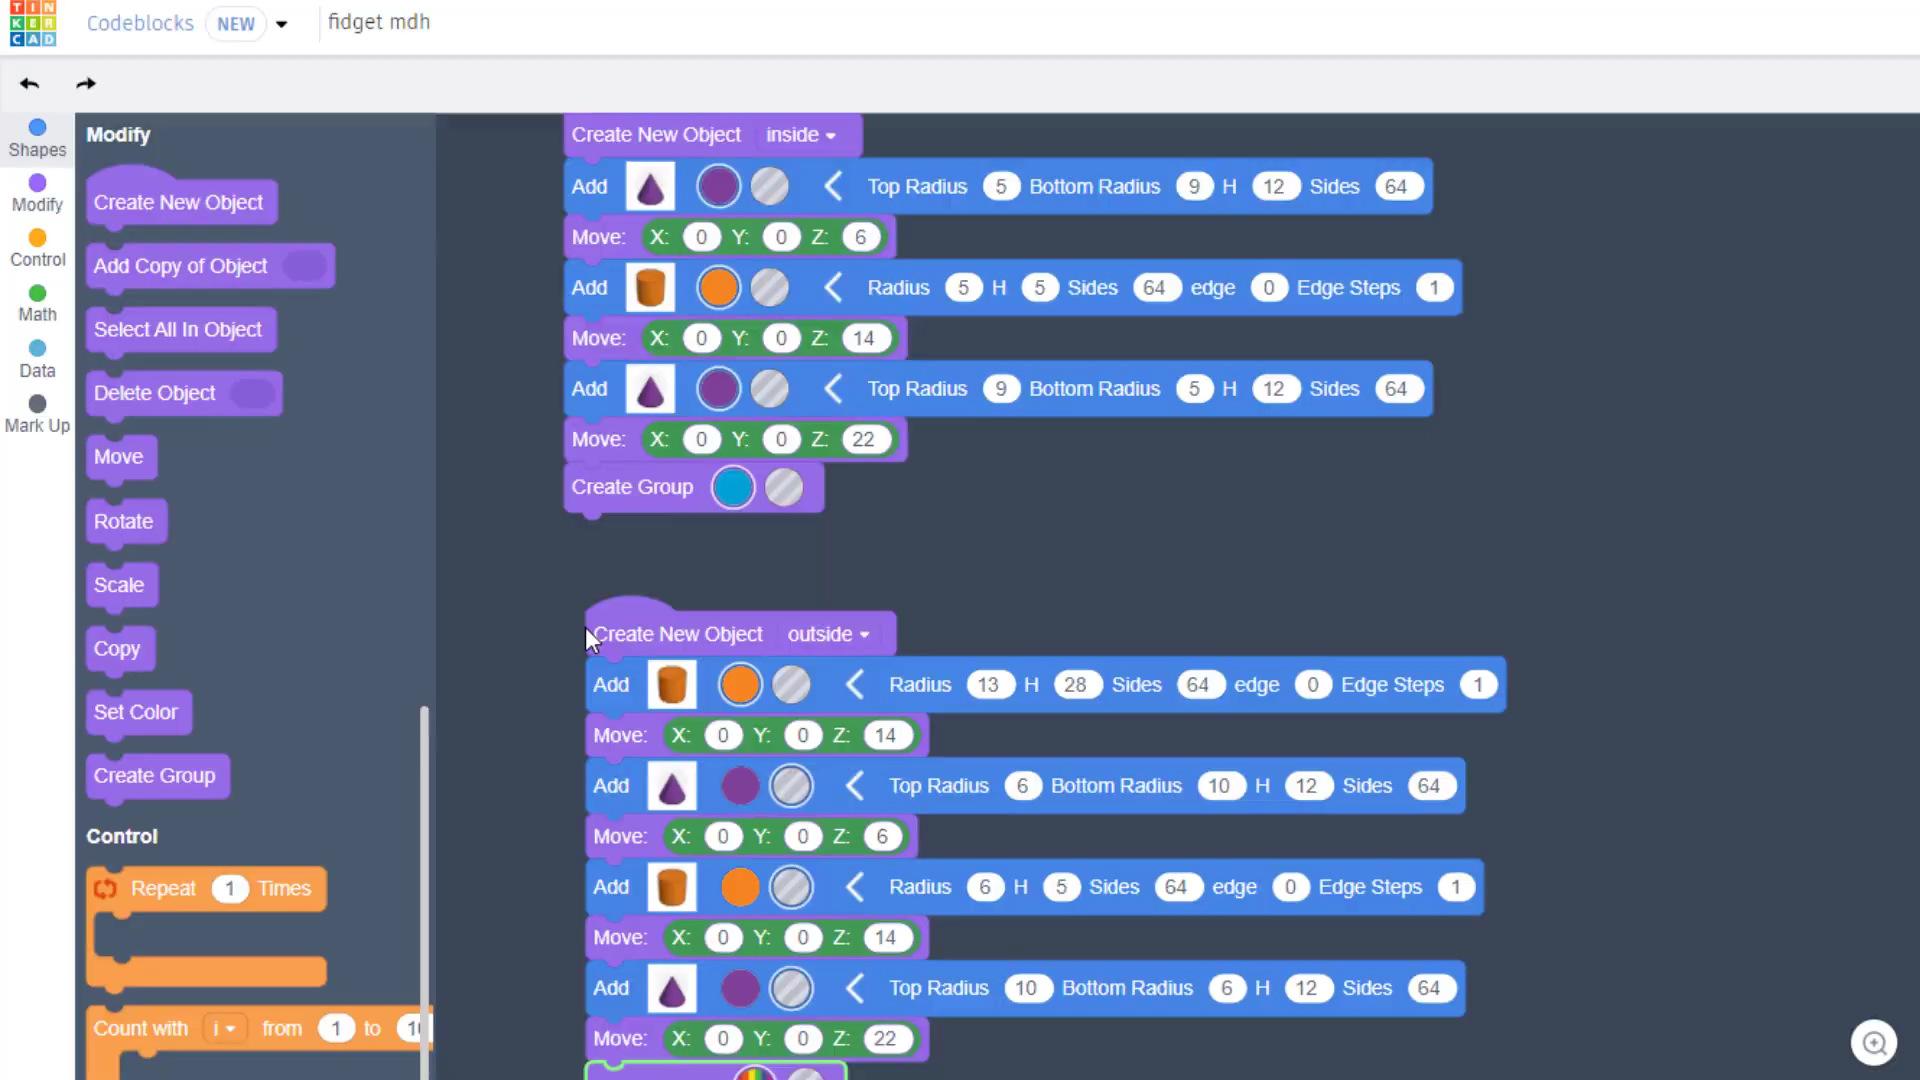 TIN
KER
CAD
Codeblocks NEW fidget mdh
Shapes
Modify
Control
Math
Data
Mark Up
Modify
Create New Object
Add Copy of Object
Select All In Object
Delete Object
Move
Rotate
Scale
Copy
Set Color
Create Group
Control
Repeat 1 Times
Count with i from 1 to 1
Create New Object inside
Add Top Radius 5 Bottom Radius 9 H 12 Sides 64
Move: X: 0 Y: 0 Z: 6
Add Radius 5 H 5 Sides 64 edge 0 Edge Steps 1
Move: X: 0 Y: 0 Z: 14
Add Top Radius 9 Bottom Radius 5 H 12 Sides 64
Move: X: 0 Y: 0 Z: 22
Create Group
Create New Object outside
Add Radius 13 H 28 Sides 64 edge 0 Edge Steps 1
Move: X: 0 Y: 0 Z: 14
Add Top Radius 6 Bottom Radius 10 H 12 Sides 64
Move: X: 0 Y: 0 Z: 6
Add Radius 6 H 5 Sides 64 edge 0 Edge Steps 1
Move: X: 0 Y: 0 Z: 14
Add Top Radius 10 Bottom Radius 6 H 12 Sides 64
Move: X: 0 Y: 0 Z: 22